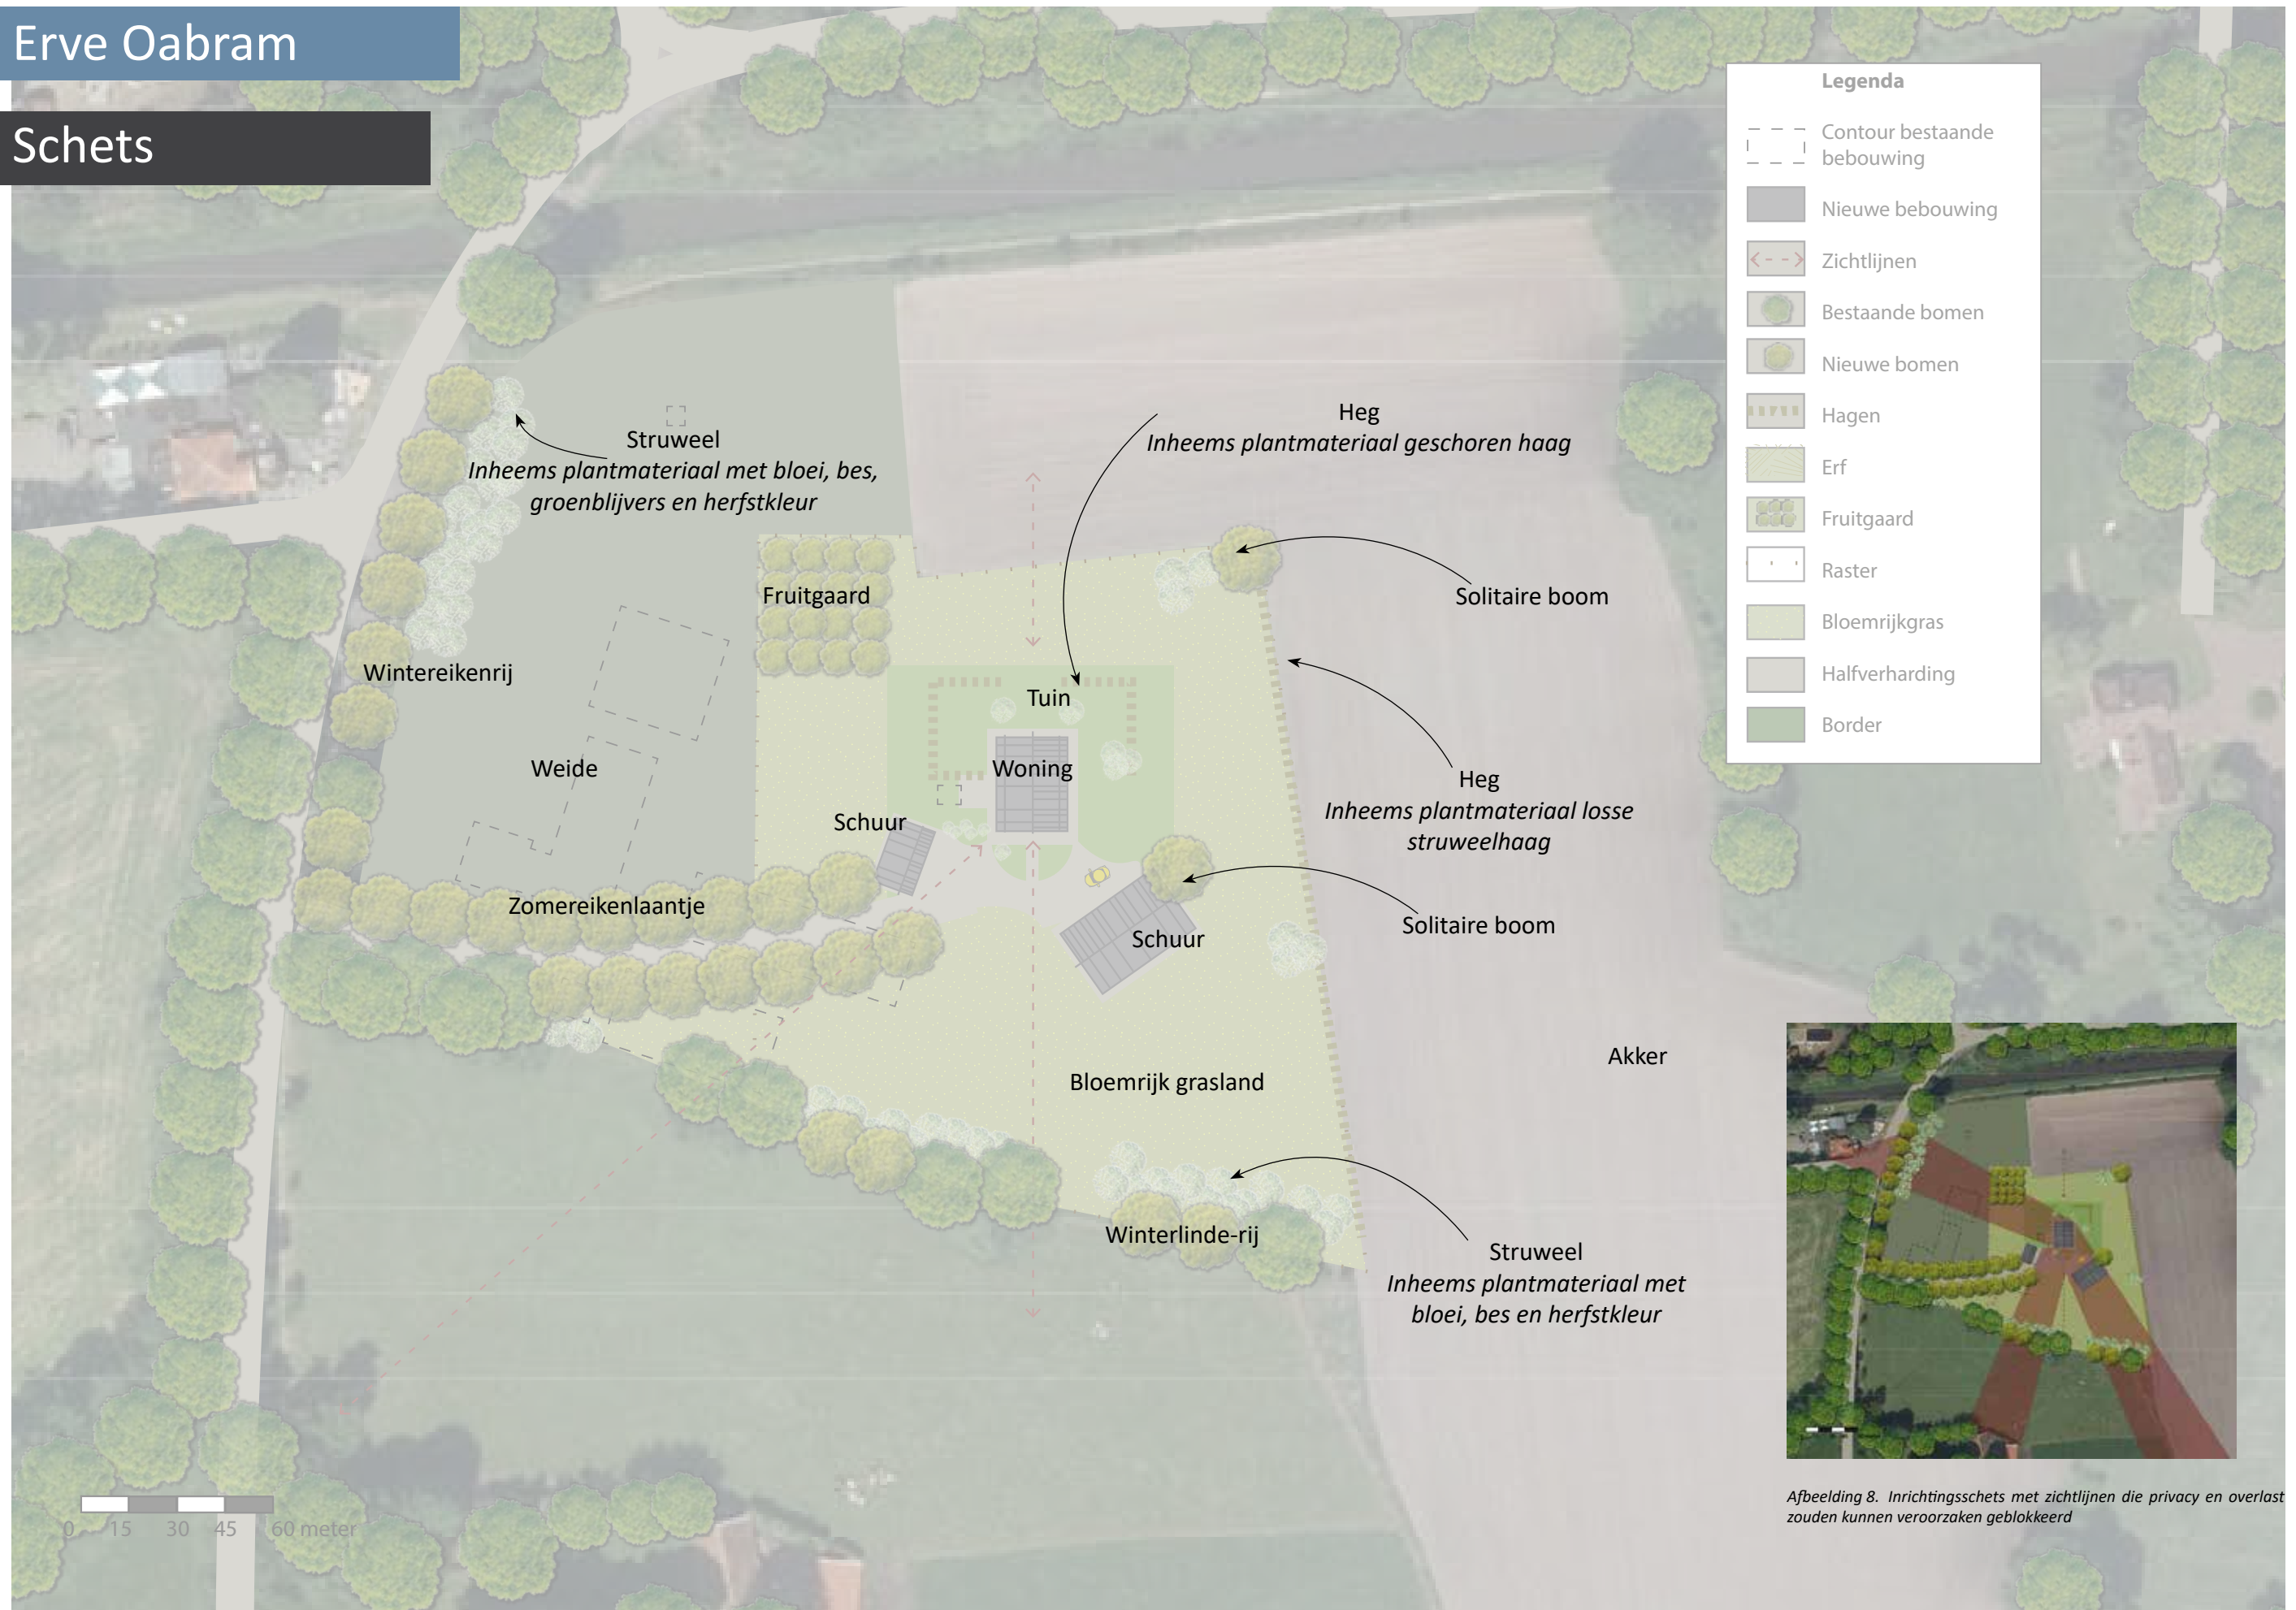 Erve Oabram
Schets
Legenda
Contour bestaande
bebouwing
Nieuwe bebouwing
Zichtlijnen
Bestaande bomen
Nieuwe bomen
Hagen
Erf
Fruitgaard
Raster
Bloemrijkgras
Halfverharding
Border
Struweel
Inheems plantmateriaal met bloei, bes,
groenblijvers en herfstkleur
Heg
Inheems plantmateriaal geschoren haag
Fruitgaard
Solitaire boom
Wintereikenrij
Tuin
Weide
Woning
Heg
Inheems plantmateriaal losse
struweelhaag
Schuur
Zomereikenlaantje
Schuur
Solitaire boom
Akker
Bloemrijk grasland
Winterlinde-rij
Struweel
Inheems plantmateriaal met
bloei, bes en herfstkleur
0 15 30 45 60 meter
Afbeelding 8. Inrichtingsschets met zichtlijnen die privacy en overlast
zouden kunnen veroorzaken geblokkeerd